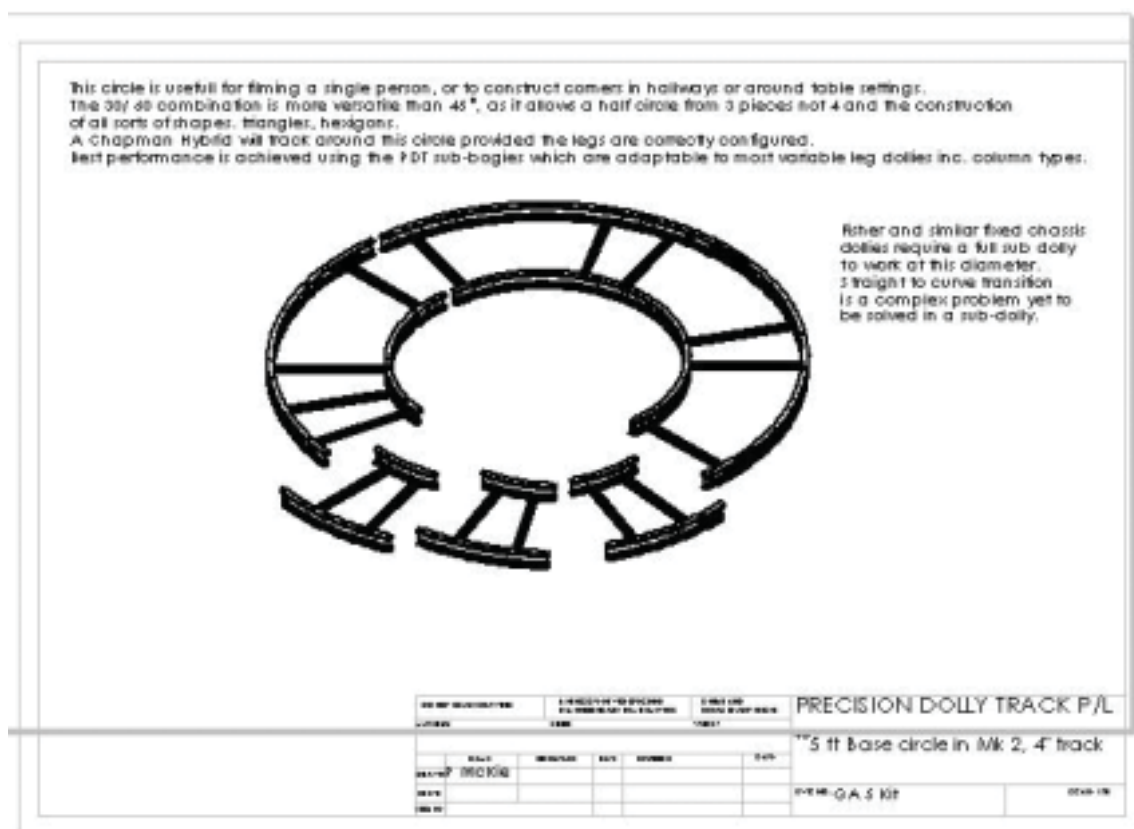 This circle is usefull for filming a single person, or to construct corners in hallways or around table settings.
The 30/ 60 combination is more versatile than 45°, as it allows a half circle from 3 pieces not 4 and the construction
of all sorts of shapes. triangles, hexigons.
A Chapman Hybrid will track around this circle provided the legs are correctly configured.
Best performance is achieved using the PDT sub-bogies which are adaptable to most variable leg dollies inc. column types.
Fisher and similar fixed chassis
dollies require a full sub dolly
to work at this diameter.
Straight to curve transition
is a complex problem yet to
be solved in a sub-dolly.
PRECISION DOLLY TRACK P/L
5 ft Base circle in Mk 2, 4" track
McKie
GA 5 Kit